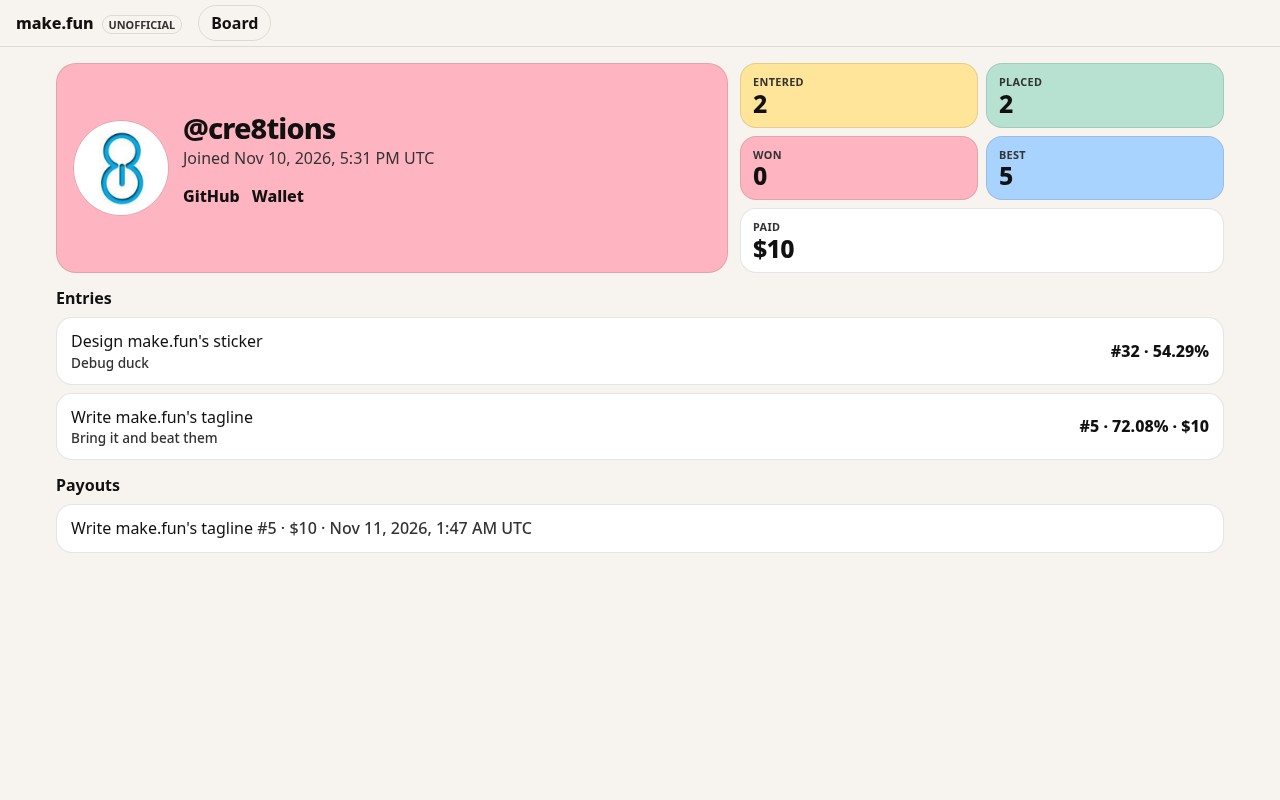 make.fun UNOFFICIAL Board
@cre8tions
Joined Nov 10, 2026, 5:31 PM UTC
GitHub Wallet
ENTERED
2
PLACED
2
WON
0
BEST
5
PAID
$10
Entries
Design make.fun's sticker
Debug duck
#32 · 54.29%
Write make.fun's tagline
Bring it and beat them
#5 · 72.08% · $10
Payouts
Write make.fun's tagline #5 · $10 · Nov 11, 2026, 1:47 AM UTC